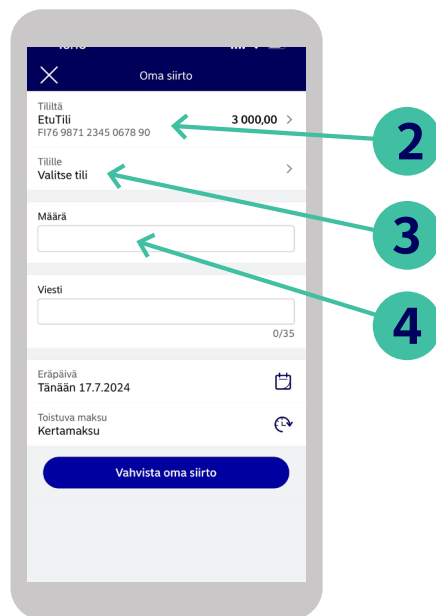 Oma siirto
Tililtä
EtuTili 3 000,00
FI76 9871 2345 0678 90
2
Tilille
Valitse tili
3
Määrä
4
Viesti
0/35
Eräpäivä
Tänään 17.7.2024
Toistuva maksu
Kertamaksu
Vahvista oma siirto